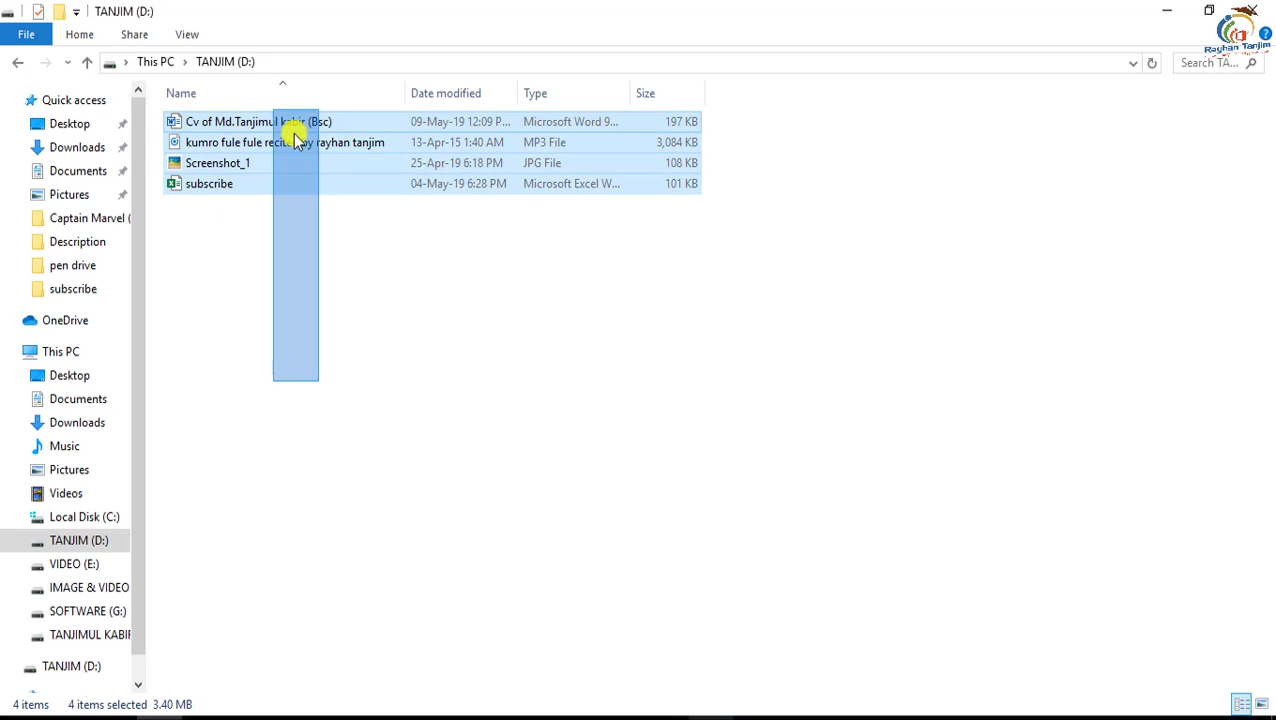 TANJIM (D:)
File Home Share View
This PC TANJIM (D:) Search TA...
Rayhan Tanjim
Name Date modified Type Size
Cv of Md.Tanjimul kabir (Bsc) 09-May-19 12:09 P... Microsoft Word 9... 197 KB
kumro fule fule recited by rayhan tanjim 13-Apr-15 1:40 AM MP3 File 3,084 KB
Screenshot_1 25-Apr-19 6:18 PM JPG File 108 KB
subscribe 04-May-19 6:28 PM Microsoft Excel W... 101 KB
Quick access
Desktop
Downloads
Documents
Pictures
Captain Marvel (
Description
pen drive
subscribe
OneDrive
This PC
Desktop
Documents
Downloads
Music
Pictures
Videos
Local Disk (C:)
TANJIM (D:)
VIDEO (E:)
IMAGE & VIDEO
SOFTWARE (G:)
TANJIMUL KABIR
TANJIM (D:)
4 items 4 items selected 3.40 MB